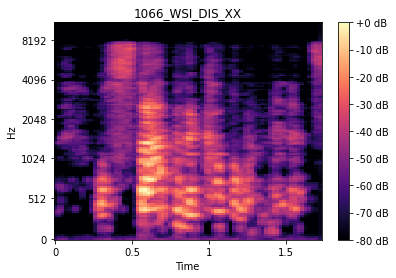 1066_WSI_DIS_XX
8192
4096
2048
1024
512
0
Hz
0
0.5
1
1.5
Time
+0 dB
-10 dB
-20 dB
-30 dB
-40 dB
-50 dB
-60 dB
-70 dB
-80 dB